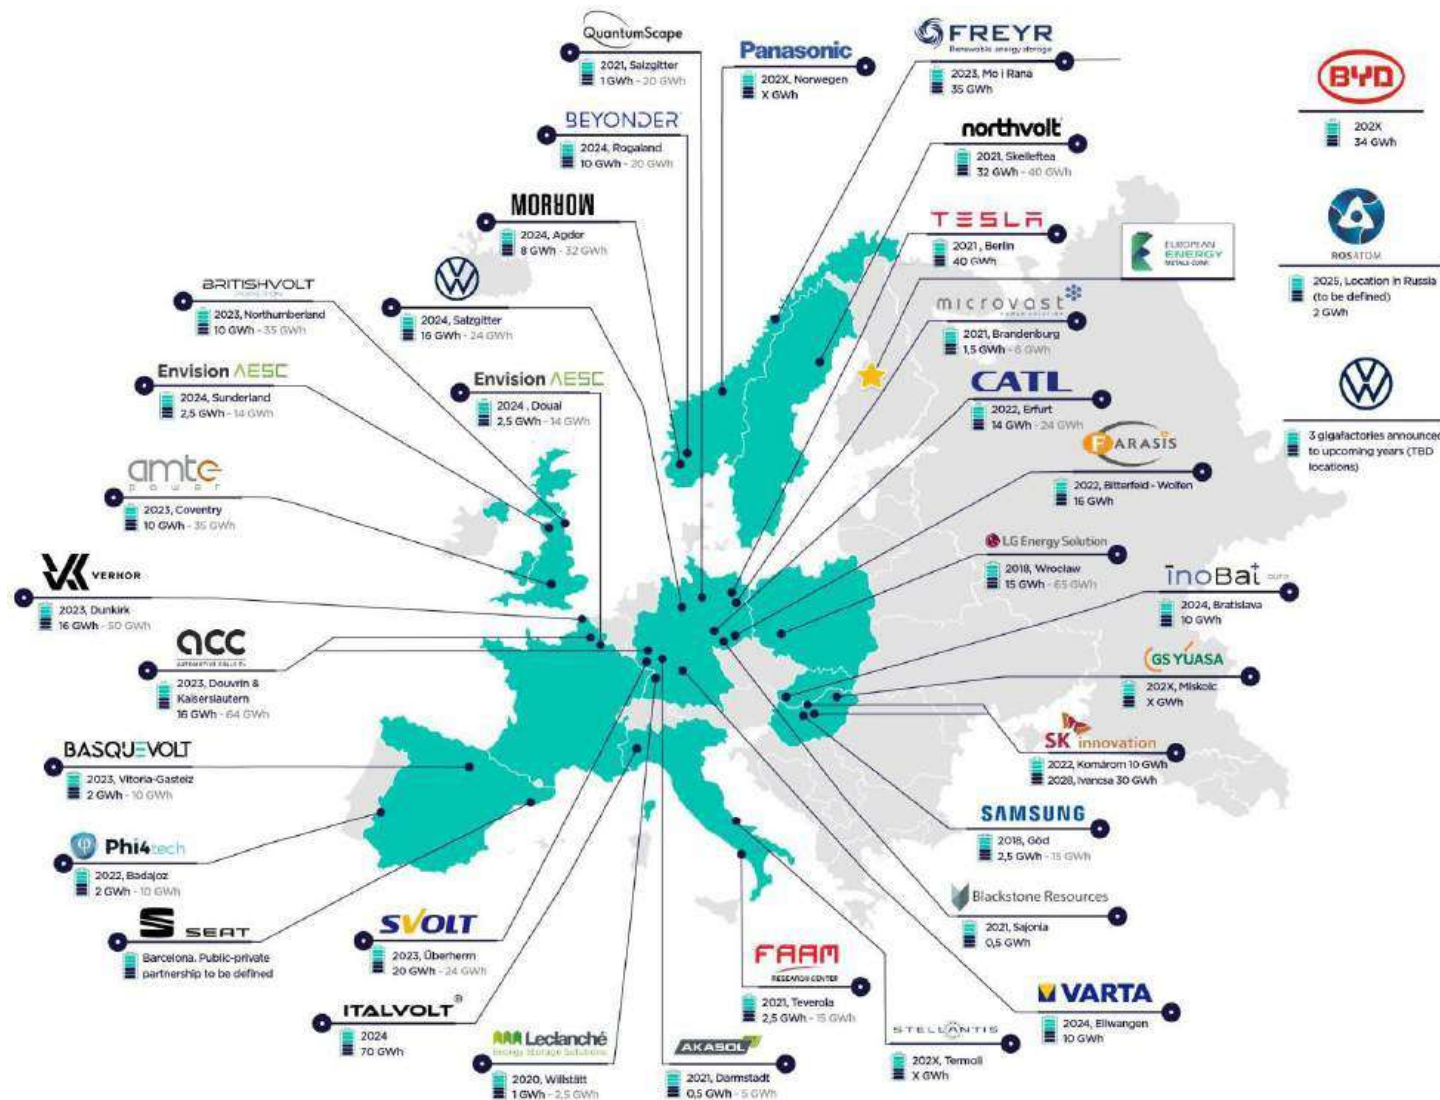 QuantumScape
2021, Salzgitter
1 GWh - 20 GWh
Panasonic
202X, Norwegen
X GWh
FREYR
Renewable energy storage
2023, Mo i Rana
35 GWh
BYD
202X
34 GWh
BEYONDER
2024, Rogaland
10 GWh - 20 GWh
northvolt
2021, Skelleftea
32 GWh - 40 GWh
MORROW
2024, Agder
8 GWh - 32 GWh
TESLA
2021 , Berlin
40 GWh
EUROPEAN
ENERGY
METALS CORP.
ROSATOM
2025, Location in Russia
(to be defined)
2 GWh
BRITISHVOLT
2023, Northumberland
10 GWh - 35 GWh
2024, Salzgitter
16 GWh - 24 GWh
microvast
2021, Brandenburg
1,5 GWh - 6 GWh
Envision AESC
2024, Sunderland
2,5 GWh - 14 GWh
Envision AESC
2024 , Douai
2,5 GWh - 14 GWh
CATL
2022, Erfurt
14 GWh - 24 GWh
3 gigafactories announced
to upcoming years (TBD
locations)
FARASIS
2022, Bitterfeld - Wolfen
16 GWh
amte
power
2023, Coventry
10 GWh - 35 GWh
LG Energy Solution
2018, Wrocław
15 GWh - 65 GWh
VERKOR
2023, Dunkirk
16 GWh - 50 GWh
InoBat auto
2024, Bratislava
10 GWh
acc
AUTOMOTIVE CELLS Co
2023, Douvrin &
Kaiserslautern
16 GWh - 64 GWh
GS YUASA
202X, Miskolc
X GWh
BASQUEVOLT
2023, Vitoria-Gasteiz
2 GWh - 10 GWh
SK innovation
2022, Komárom 10 GWh
2028, Ivancsa 30 GWh
Phi4tech
2022, Badajoz
2 GWh - 10 GWh
SAMSUNG
2018, Göd
2,5 GWh - 15 GWh
SEAT
Barcelona. Public-private
partnership to be defined
SVOLT
2023, Überherrn
20 GWh - 24 GWh
Blackstone Resources
2021, Sajonia
0,5 GWh
FAAM
RESEARCH CENTER
2021, Teverola
2,5 GWh - 15 GWh
ITALVOLT®
2024
70 GWh
VARTA
2024, Ellwangen
10 GWh
Leclanché
Energy Storage Solutions
2020, Willstätt
1 GWh - 2,5 GWh
AKASOL
2021, Darmstadt
0,5 GWh - 5 GWh
STELLANTIS
202X, Termoli
X GWh